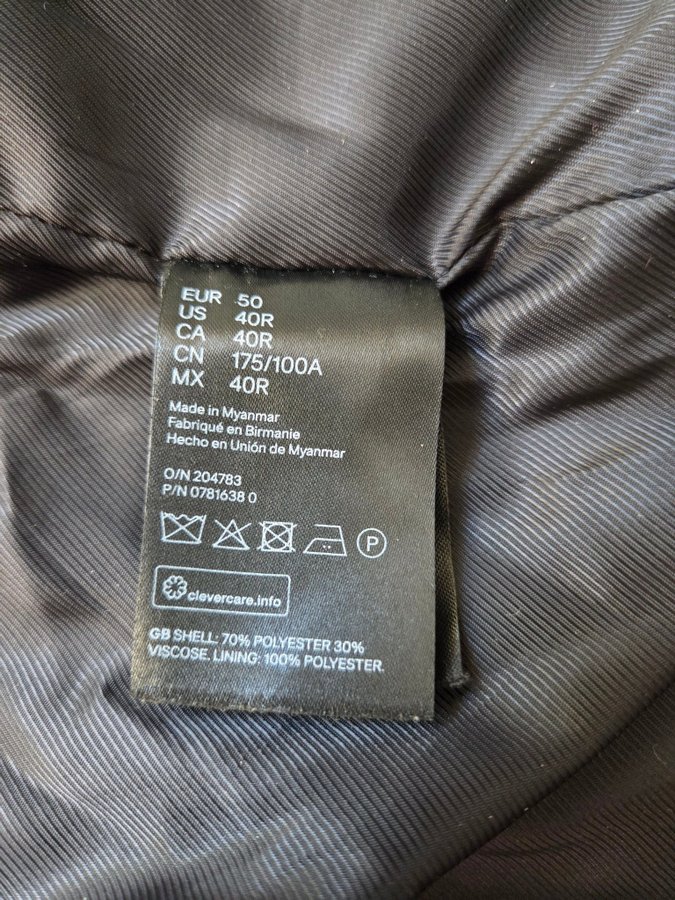 EUR 50
US 40R
CA 40R
CN 175/100A
MX 40R
Made in Myanmar
Fabriqué en Birmanie
Hecho en Unión de Myanmar
O/N 204783
P/N 0781638 0
P
clevercare.info
GB SHELL: 70% POLYESTER 30%
VISCOSE. LINING: 100% POLYESTER.